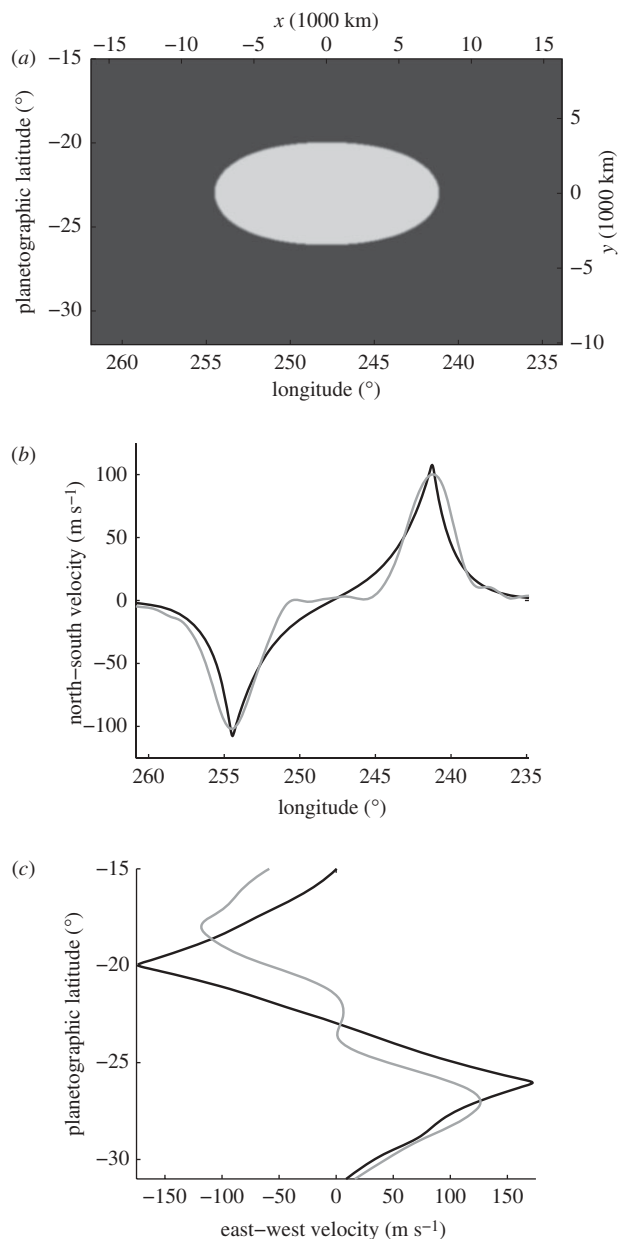 x (1000 km)
−15 −10 −5 0 5 10 15
(a)
−15
−20
−25
−30
planetographic latitude (°)
5
0
−5
−10
y (1000 km)
260 255 250 245 240 235
longitude (°)
(b)
100
50
0
−50
−100
north–south velocity (m s⁻¹)
260 255 250 245 240 235
longitude (°)
(c)
−15
−20
−25
−30
planetographic latitude (°)
−150 −100 −50 0 50 100 150
east–west velocity (m s⁻¹)